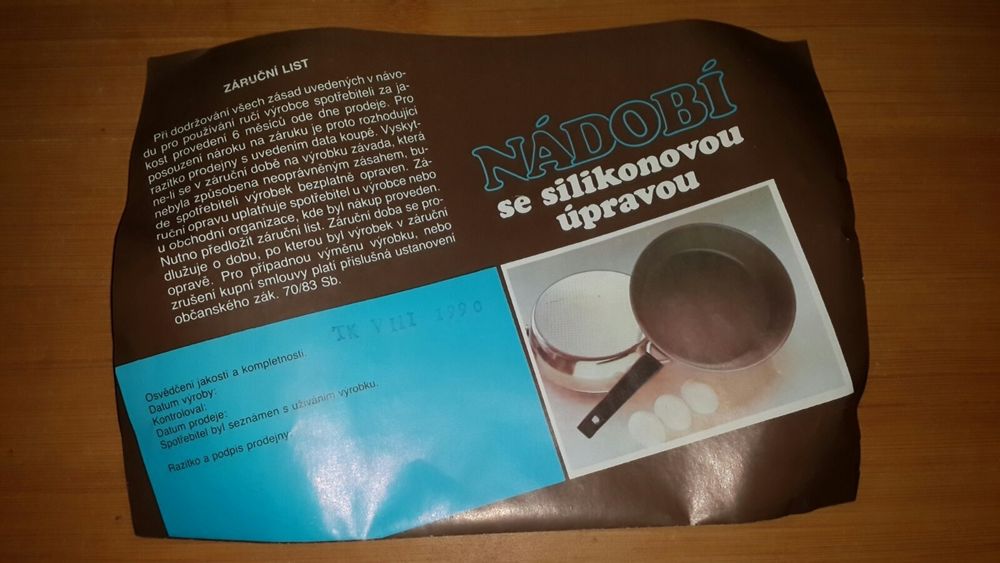 ZÁRUČNÍ LIST
Při dodržování všech zásad uvedených v návo-
du pro používání ručí výrobce spotřebiteli za ja-
kost provedení 6 měsíců ode dne prodeje. Pro
posouzení nároku na záruku je proto rozhodující
razítko prodejny s uvedením data koupě. Vyskyt-
ne-li se v záruční době na výrobku závada, která
nebyla způsobena neoprávněným zásahem, bu-
de spotřebiteli výrobek bezplatně opraven. Zá-
ruční opravu uplatňuje spotřebitel u výrobce nebo
u obchodní organizace, kde byl nákup proveden.
Nutno předložit záruční list. Záruční doba se pro-
dlužuje o dobu, po kterou byl výrobek v záruční
opravě. Pro případnou výměnu výrobku, nebo
zrušení kupní smlouvy platí příslušná ustanovení
občanského zák. 70/83 Sb.
TK VIII 1990
Osvědčení jakosti a kompletnosti.
Datum výroby:
Kontroloval:
Datum prodeje:
Spotřebitel byl seznámen s užíváním výrobku.
Razítko a podpis prodejny:
NÁDOBÍ
se silikonovou
úpravou